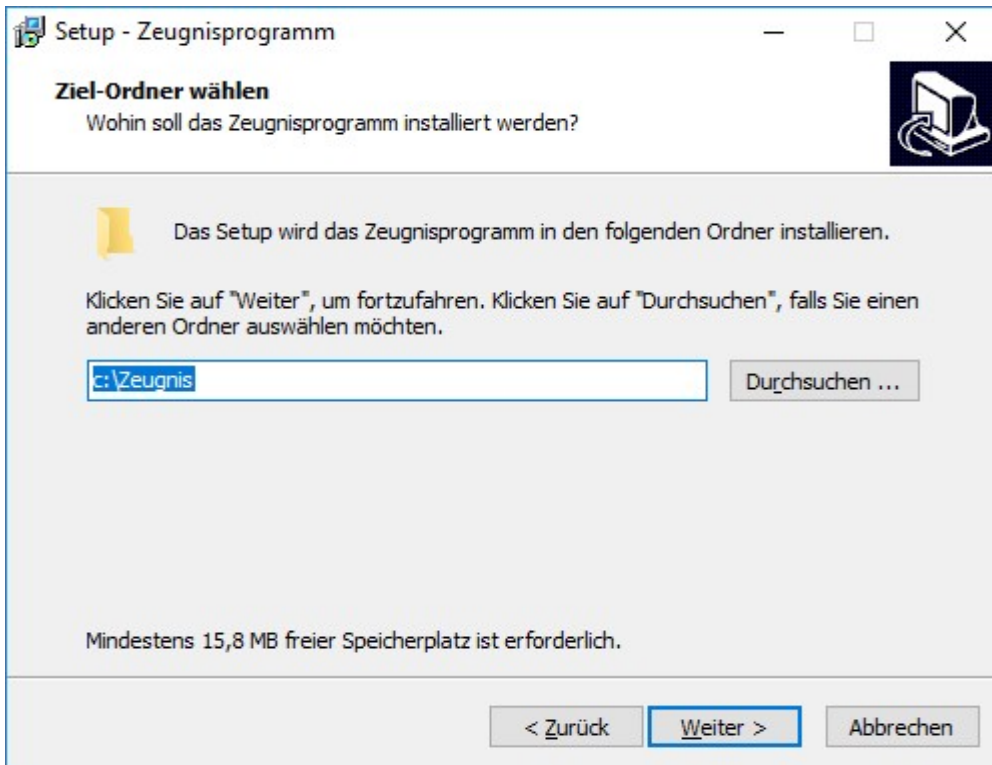 Setup - Zeugnisprogramm
Ziel-Ordner wählen
Wohin soll das Zeugnisprogramm installiert werden?
Das Setup wird das Zeugnisprogramm in den folgenden Ordner installieren.
Klicken Sie auf "Weiter", um fortzufahren. Klicken Sie auf "Durchsuchen", falls Sie einen
anderen Ordner auswählen möchten.
c:\Zeugnis
Durchsuchen ...
Mindestens 15,8 MB freier Speicherplatz ist erforderlich.
< Zurück
Weiter >
Abbrechen